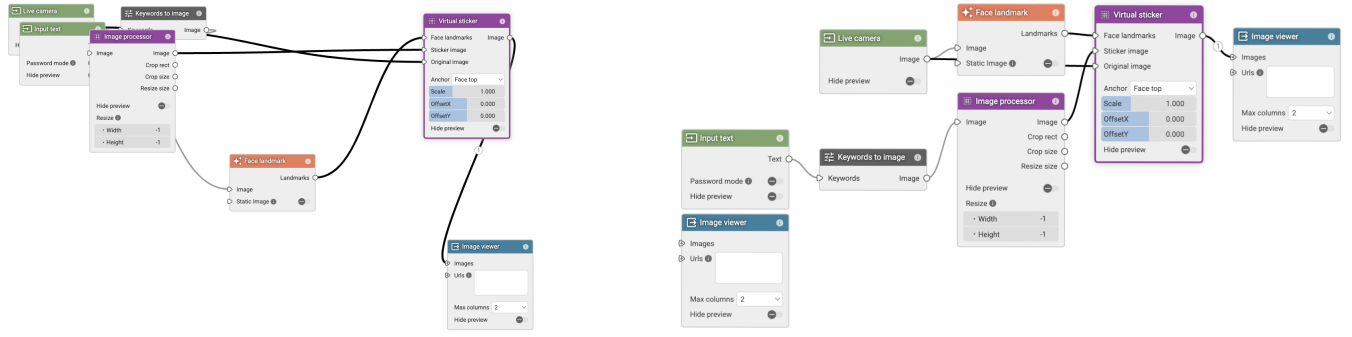 Live camera
Input text
Keywords to image
Image
Image processor
Image
Image
Crop rect
Crop size
Resize size
Password mode
Hide preview
Hide preview
Resize
• Width -1
• Height -1
Face landmark
Landmarks
Image
Static Image
Virtual sticker
Face landmarks Image
Sticker image
Original image
Anchor Face top
Scale 1.000
OffsetX 0.000
OffsetY 0.000
Hide preview
1
Image viewer
Images
Urls
Max columns 2
Hide preview
Live camera
Image
Hide preview
Input text
Text
Password mode
Hide preview
Image viewer
Images
Urls
Max columns 2
Hide preview
Keywords to image
Keywords Image
Face landmark
Landmarks
Image
Static Image
Image processor
Image Image
Crop rect
Crop size
Resize size
Hide preview
Resize
• Width -1
• Height -1
Virtual sticker
Face landmarks Image
Sticker image
Original image
Anchor Face top
Scale 1.000
OffsetX 0.000
OffsetY 0.000
Hide preview
1
Image viewer
Images
Urls
Max columns 2
Hide preview